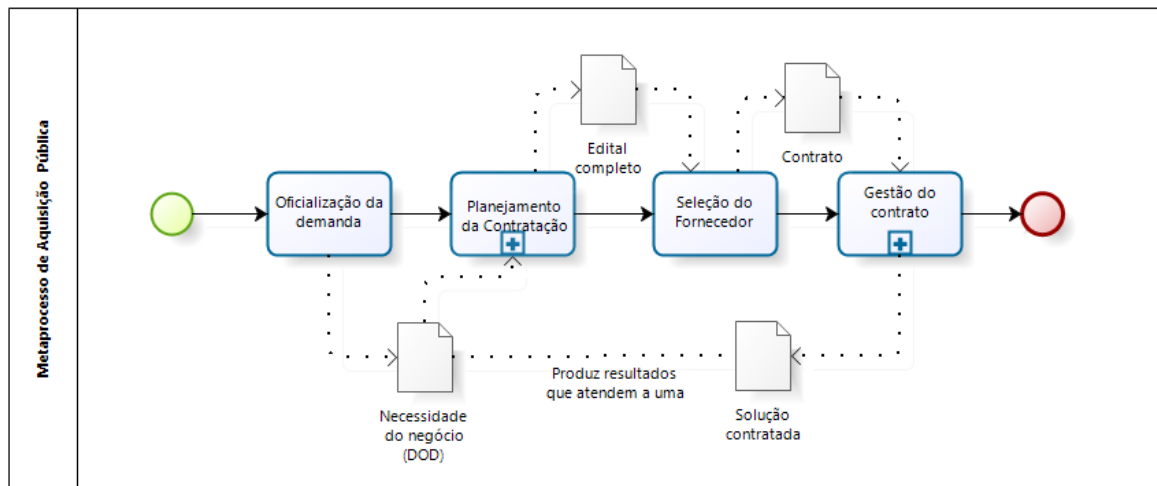 Metaprocesso de Aquisição Pública
Edital
completo
Contrato
Oficialização da
demanda
Planejamento
da Contratação
Seleção do
Fornecedor
Gestão do
contrato
Produz resultados
que atendem a uma
Necessidade
do negócio
(DOD)
Solução
contratada